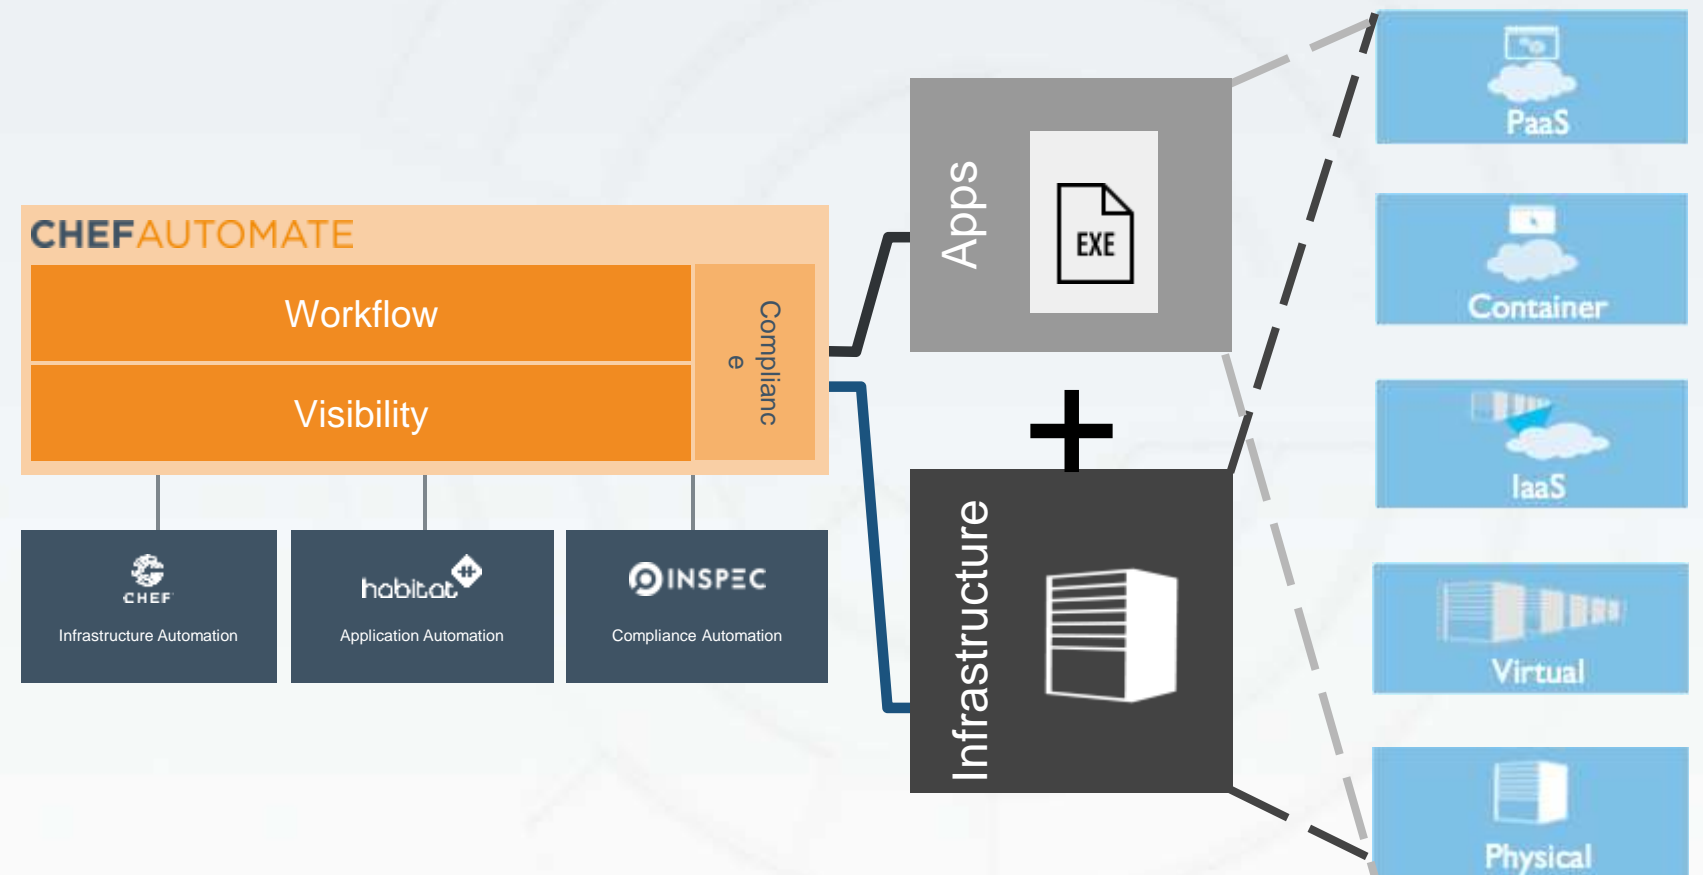 CHEFAUTOMATE
Workflow
Visibility
Complianc
e
CHEF
Infrastructure Automation
habitat
Application Automation
INSPEC
Compliance Automation
Apps
EXE
+
Infrastructure
PaaS
Container
IaaS
Virtual
Physical